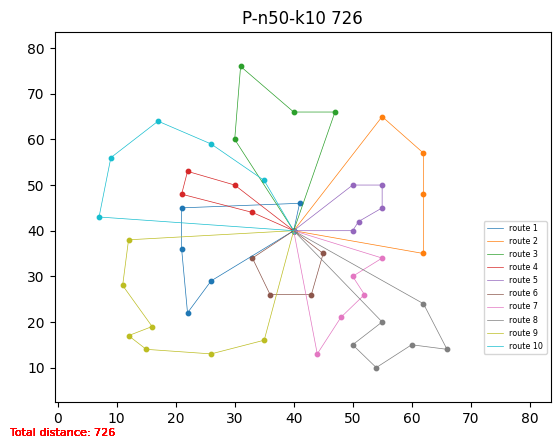 P-n50-k10 726
80
70
60
50
40
30
20
10
0 10 20 30 40 50 60 70 80
route 1
route 2
route 3
route 4
route 5
route 6
route 7
route 8
route 9
route 10
Total distance: 726